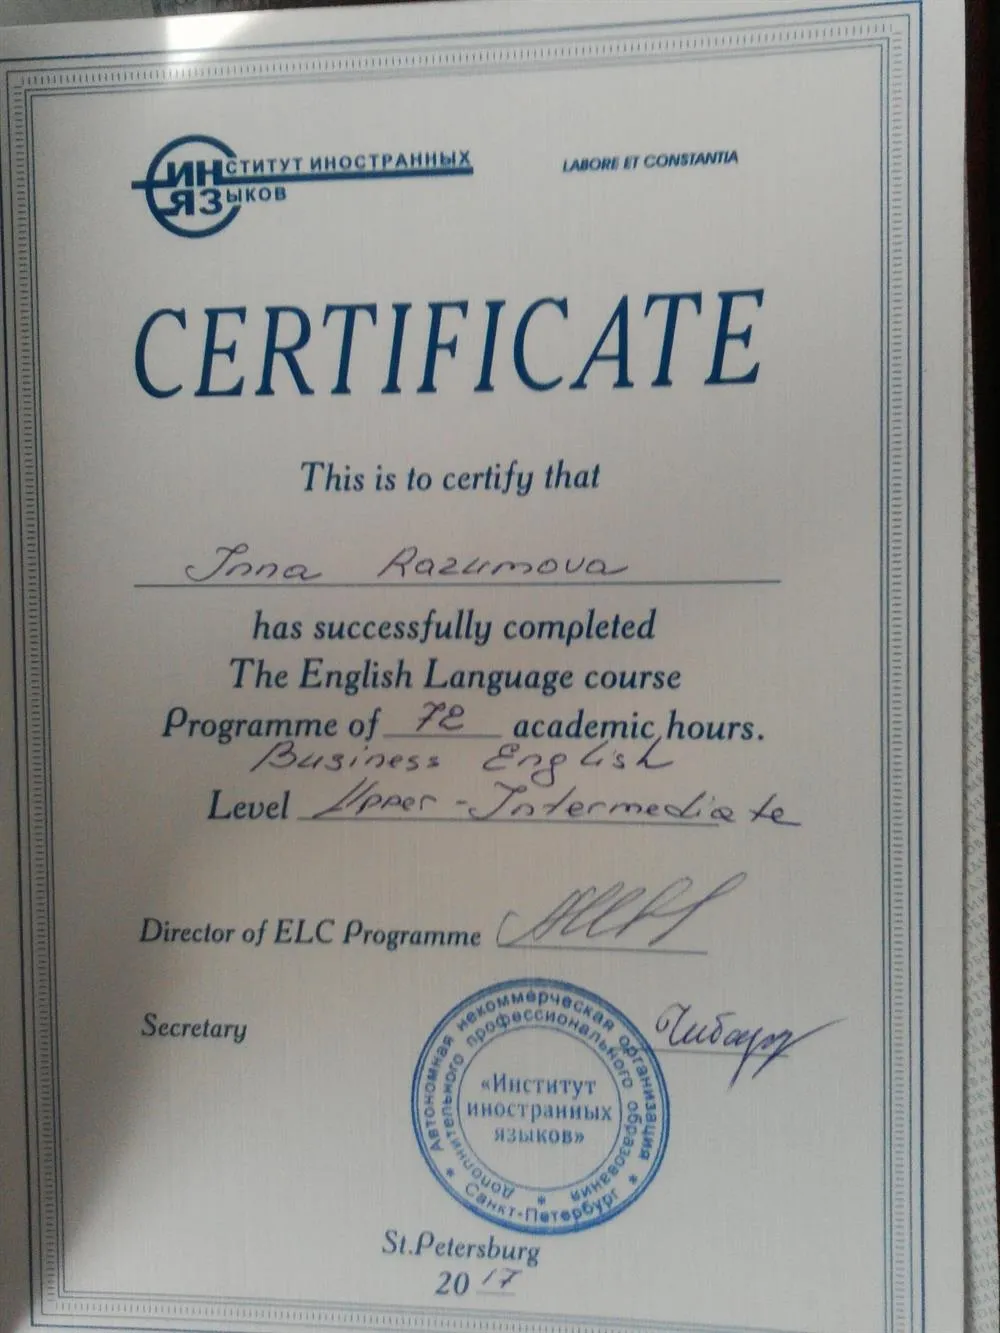 ИНСТИТУТ ИНОСТРАННЫХ
ЯЗЫКОВ
LABORE ET CONSTANTIA
CERTIFICATE
This is to certify that
Inna Razumova
has successfully completed
The English Language course
Programme of 72 academic hours.
Business English
Level Upper-Intermediate
Director of ELC Programme
Secretary
Автономная некоммерческая организация
дополнительного профессионального образования
«Институт
иностранных
языков»
* Санкт-Петербург *
St.Petersburg
2017